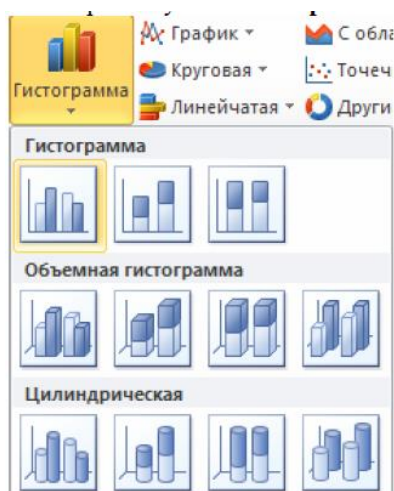 График
С обла
Гистограмма
Круговая
Точеч
Линейчатая
Други
Гистограмма
Объемная гистограмма
Цилиндрическая